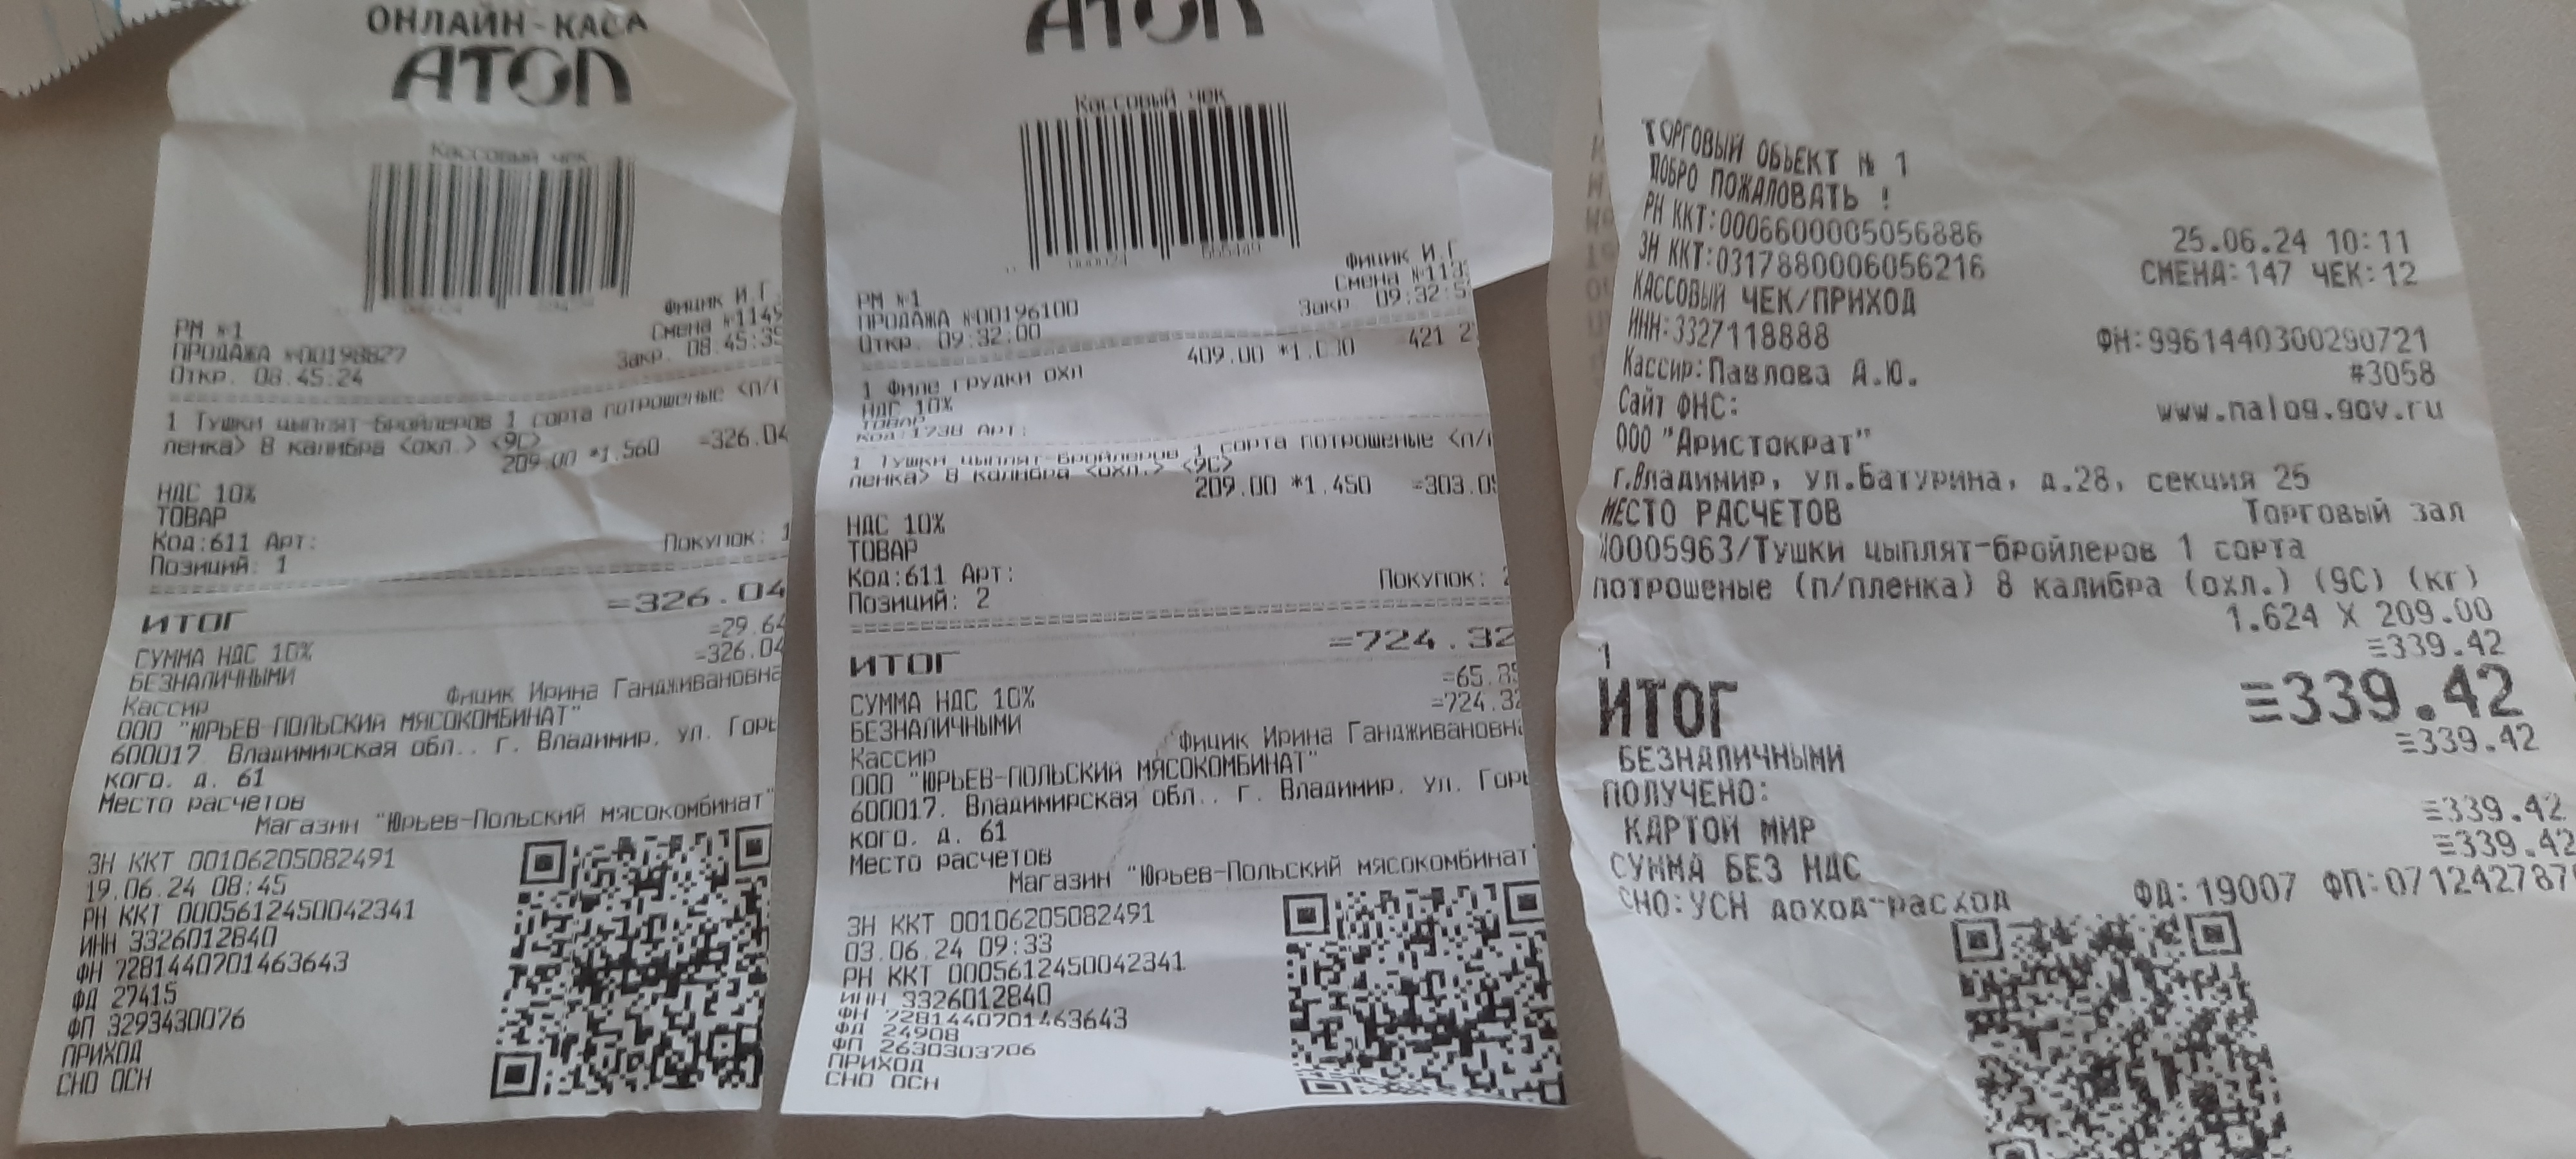 ОНЛАЙН-КАСА
АТОЛ
Кассовый чек
РМ №1
Фицик И.Г.
ПРОДАЖА №00198827
Смена №1149
Откр. 08:45:24
Закр. 08:45:39
1 Тушки цыплят-бройлеров 1 сорта потрошеные <п/п
ленка> 8 калибра <охл.> <9С>
209.00 *1.560 =326.04
НДС 10%
ТОВАР
Код:611 Арт:
Позиций: 1
Покупок: 1
ИТОГ =326.04
СУММА НДС 10% =29.64
БЕЗНАЛИЧНЫМИ =326.04
Кассир Фицик Ирина Гандживановна
ООО "ЮРЬЕВ-ПОЛЬСКИЙ МЯСОКОМБИНАТ"
600017, Владимирская обл., г. Владимир, ул. Горь
кого, д. 61
Место расчетов
Магазин "Юрьев-Польский мясокомбинат"
ЗН ККТ 00106205082491
19.06.24 08:45
РН ККТ 0005612450042341
ИНН 3326012840
ФН 7281440701463643
ФД 27415
ФП 3293430076
ПРИХОД
СНО ОСН
АТОЛ
Кассовый чек
РМ №1
Фицик И.Г
ПРОДАЖА №00196100
Смена №113
Откр. 09:32:00
Закр. 09:32:5
409.00 *1.030 421 2
1 Филе грудки охл
НДС 10%
ТОВАР
Код:1730 Арт:
1 Тушки цыплят-бройлеров 1 сорта потрошеные <п/п
ленка> 8 калибра <охл.> <9С>
209.00 *1.450 =303.05
НДС 10%
ТОВАР
Код:611 Арт:
Позиций: 2
Покупок: 2
ИТОГ =724.32
СУММА НДС 10% =65.85
БЕЗНАЛИЧНЫМИ =724.32
Кассир Фицик Ирина Гандживановна
ООО "ЮРЬЕВ-ПОЛЬСКИЙ МЯСОКОМБИНАТ"
600017, Владимирская обл., г. Владимир, ул. Горь
кого, д. 61
Место расчетов
Магазин "Юрьев-Польский мясокомбинат"
ЗН ККТ 00106205082491
03.06.24 09:33
РН ККТ 0005612450042341
ИНН 3326012840
ФН 7281440701463643
ФД 24908
ФП 2630303706
ПРИХОД
СНО ОСН
ТОРГОВЫЙ ОБЪЕКТ № 1
ДОБРО ПОЖАЛОВАТЬ !
РН ККТ:0006600005056886 25.06.24 10:11
ЗН ККТ:0317880006056216 СМЕНА:147 ЧЕК:12
КАССОВЫЙ ЧЕК/ПРИХОД
ИНН:3327118888 ФН:9961440300290721
Кассир:Павлова А.Ю. #3058
Сайт ФНС: www.nalog.gov.ru
ООО "Аристократ"
г.Владимир, ул.Батурина, д.28, секция 25
МЕСТО РАСЧЕТОВ Торговый зал
Ю0005963/Тушки цыплят-бройлеров 1 сорта
потрошеные (п/пленка) 8 калибра (охл.) (9С) (кг)
1.624 X 209.00
1 ≡339.42
ИТОГ ≡339.42
БЕЗНАЛИЧНЫМИ ≡339.42
ПОЛУЧЕНО:
КАРТОЙ МИР ≡339.42
СУММА БЕЗ НДС ≡339.42
СНО:УСН доход-расход ФД:19007 ФП:071242787